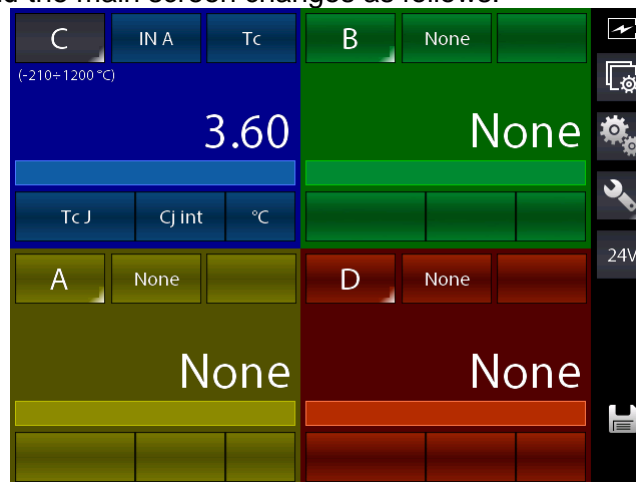 the main screen changes as follows:
C IN A Tc
(-210÷1200 °C)
3.60
Tc J Cj int °C
B None
None
24V
A None
None
D None
None